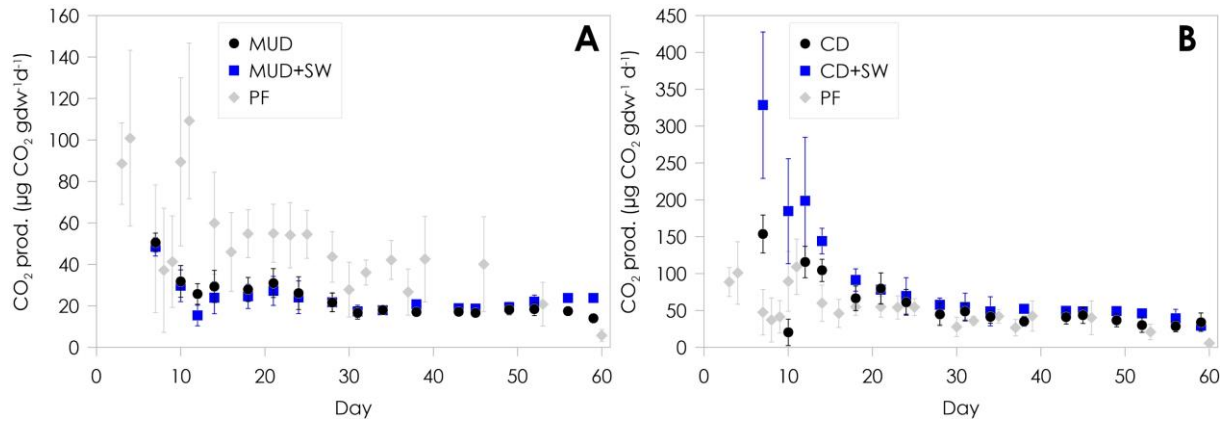 A
MUD
MUD+SW
PF
CO₂ prod. (µg CO₂ gdw⁻¹d⁻¹)
160
140
120
100
80
60
40
20
0
0 10 20 30 40 50 60
Day
B
CD
CD+SW
PF
CO₂ prod. (µg CO₂ gdw⁻¹ d⁻¹)
450
400
350
300
250
200
150
100
50
0
0 10 20 30 40 50 60
Day